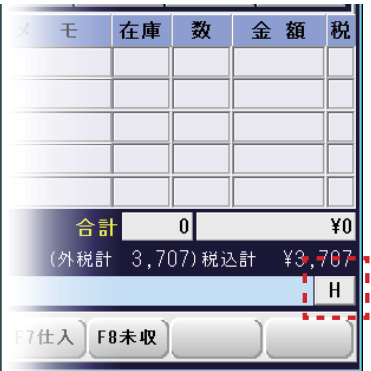 メモ 在庫 数 金額 税
合計 0 ¥0
(外税計 3,707)税込計 ¥3,707
H
F7仕入 F8未収